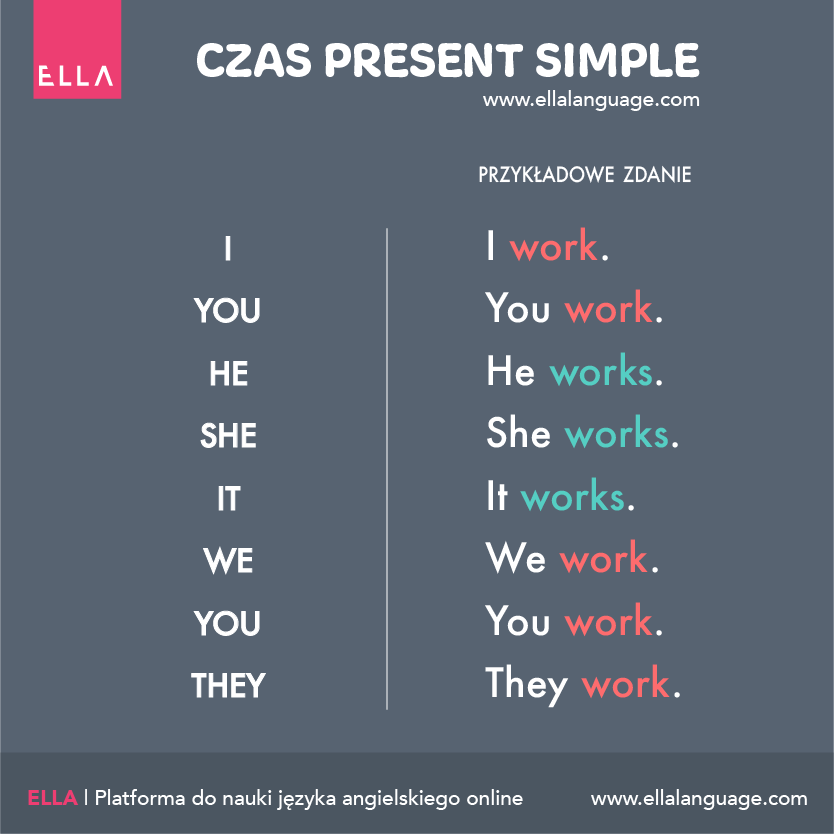 ELLA
CZAS PRESENT SIMPLE
www.ellalanguage.com
PRZYKŁADOWE ZDANIE
I I work.
YOU You work.
HE He works.
SHE She works.
IT It works.
WE We work.
YOU You work.
THEY They work.
ELLA | Platforma do nauki języka angielskiego online www.ellalanguage.com